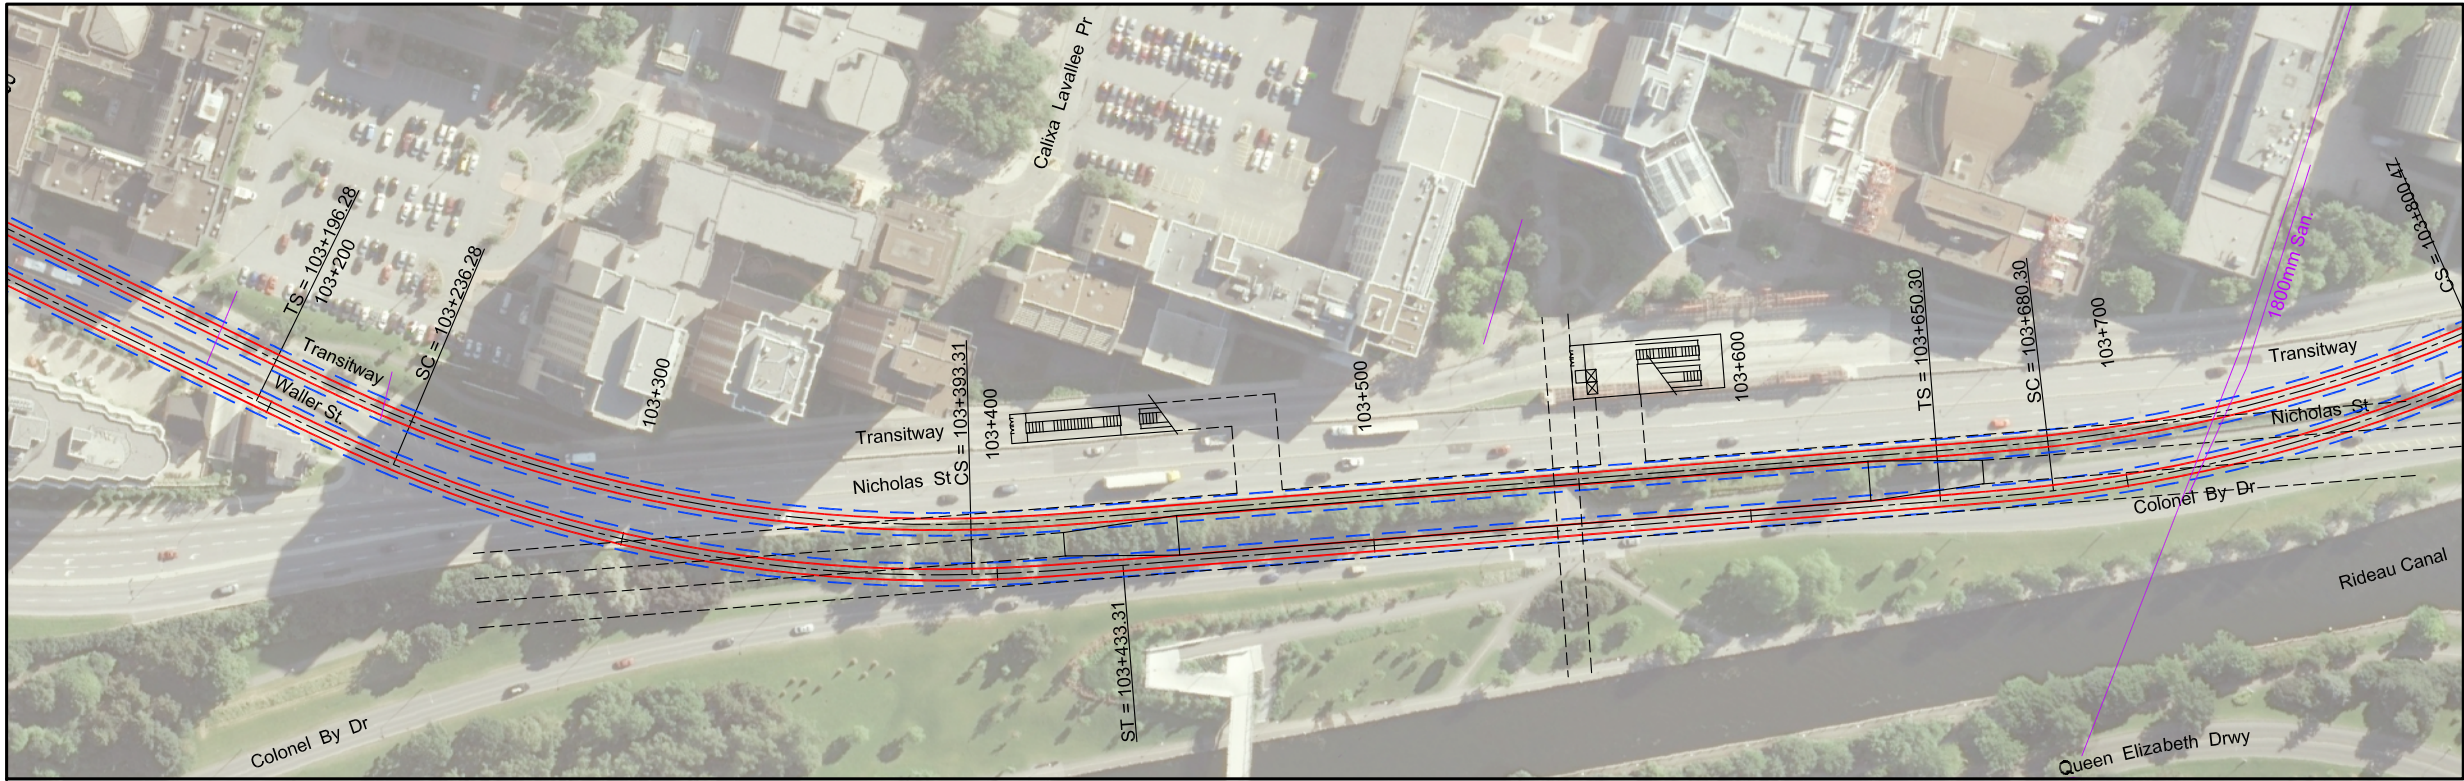 TS = 103+196.28
103+200
SC = 103+236.28
Transitway
Waller St.
103+300
Calixa Lavallee Pr
CS = 103+393.31
103+400
Transitway
Nicholas St
103+500
ST = 103+433.31
103+600
TS = 103+650.30
SC = 103+680.30
103+700
1800mm San.
CS = 103+800.47
Transitway
Nicholas St
Colonel By Dr
Rideau Canal
Colonel By Dr
Queen Elizabeth Drwy